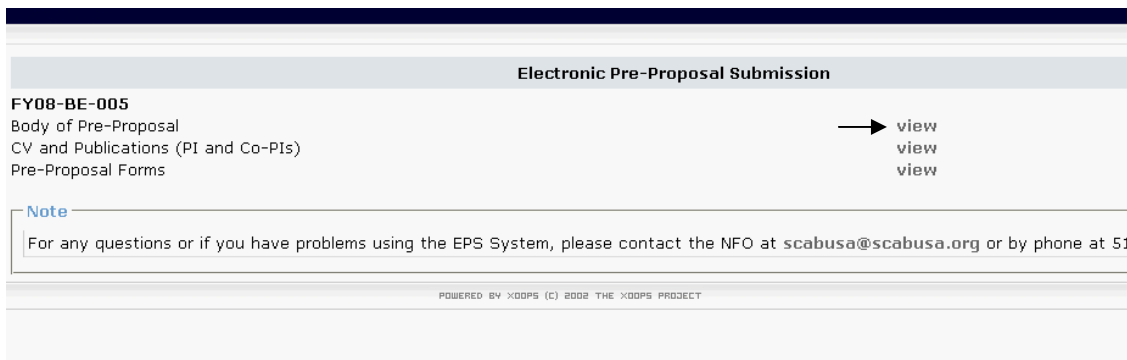 Electronic Pre-Proposal Submission
FY08-BE-005
Body of Pre-Proposal view
CV and Publications (PI and Co-PIs) view
Pre-Proposal Forms view
Note
For any questions or if you have problems using the EPS System, please contact the NFO at scabusa@scabusa.org or by phone at 51
POWERED BY XOOPS (C) 2002 THE XOOPS PROJECT